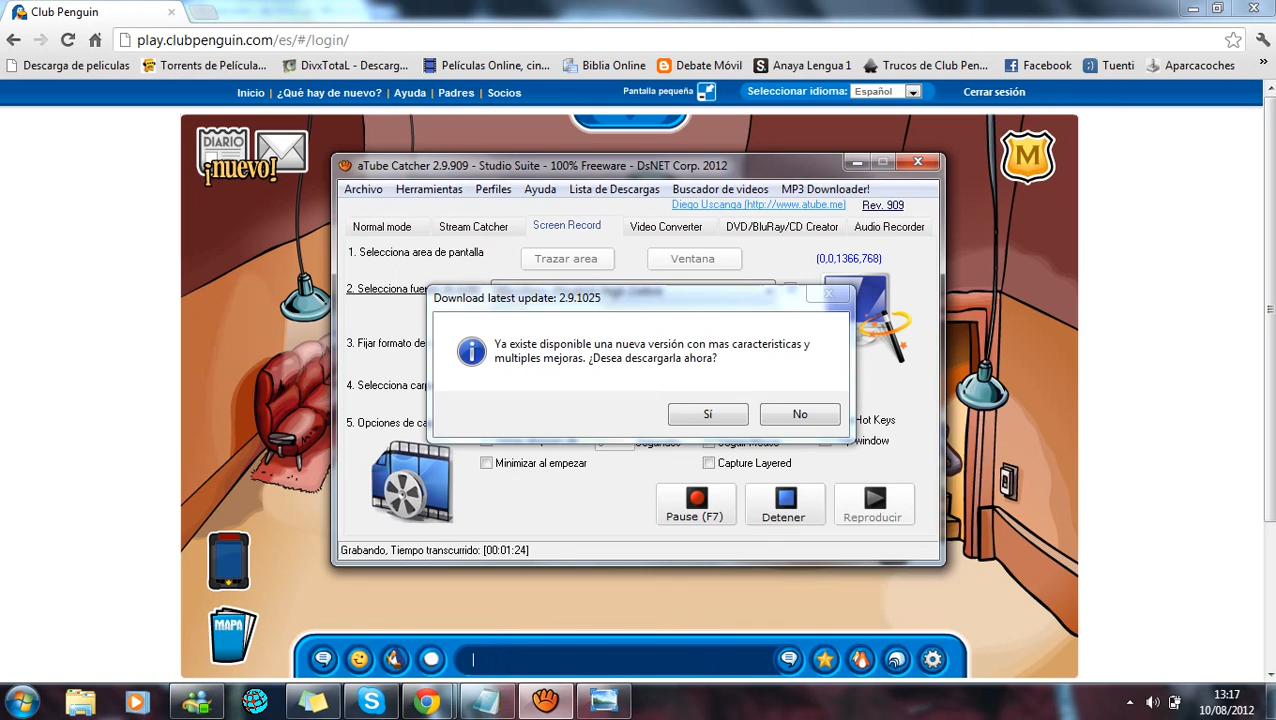 Club Penguin
play.clubpenguin.com/es/#/login/
Descarga de peliculas
Torrents de Película...
DivxTotaL - Descarg...
Películas Online, cin...
Biblia Online
Debate Móvil
Anaya Lengua 1
Trucos de Club Pen...
Facebook
Tuenti
Aparcacoches
Inicio | ¿Qué hay de nuevo? | Ayuda | Padres | Socios
Pantalla pequeña
Seleccionar idioma: Español
Cerrar sesión
DIARIO
¡nuevo!
M
aTube Catcher 2.9.909 - Studio Suite - 100% Freeware - DsNET Corp. 2012
Archivo Herramientas Perfiles Ayuda Lista de Descargas Buscador de videos MP3 Downloader!
Diego Uscanga [http://www.atube.me] Rev. 909
Normal mode Stream Catcher Screen Record Video Converter DVD/BluRay/CD Creator Audio Recorder
1. Selecciona area de pantalla
Trazar area
Ventana
(0,0,1366,768)
2. Selecciona
Download latest update: 2.9.1025
Ya existe disponible una nueva versión con mas caracteristicas y
multiples mejoras. ¿Desea descargarla ahora?
Sí
No
3. Fijar formato de
4. Selecciona
5. Opciones de
Hot Keys
window
Minimizar al empezar
Capture Layered
Pause (F7)
Detener
Reproducir
Grabando, Tiempo transcurrido: [00:01:24]
MAPA
13:17
10/08/2012